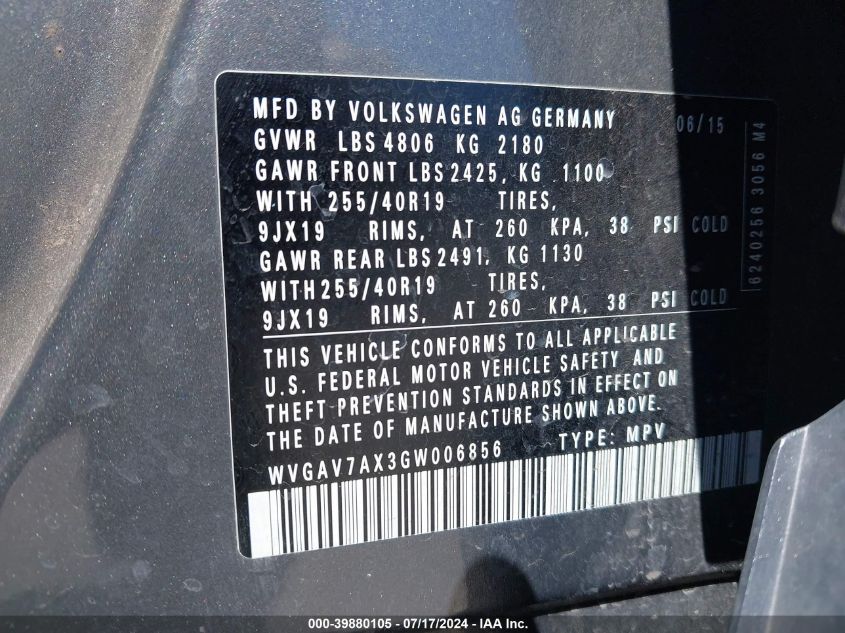 MFD BY VOLKSWAGEN AG GERMANY 06/15
GVWR LBS 4806 KG 2180
GAWR FRONT LBS 2425, KG 1100
WITH 255/40R19 TIRES,
9JX19 RIMS, AT 260 KPA, 38 PSI COLD
GAWR REAR LBS 2491, KG 1130
WITH 255/40R19 TIRES,
9JX19 RIMS, AT 260 KPA, 38 PSI COLD
6240256 3056 M4
THIS VEHICLE CONFORMS TO ALL APPLICABLE
U.S. FEDERAL MOTOR VEHICLE SAFETY AND
THEFT PREVENTION STANDARDS IN EFFECT ON
THE DATE OF MANUFACTURE SHOWN ABOVE.
WVGAV7AX3GW006856 TYPE: MPV
000-39880105 - 07/17/2024 - IAA Inc.